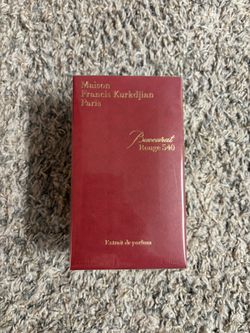 Maison
Francis Kurkdjian
Paris
Baccarat
Rouge 540
Extrait de parfum